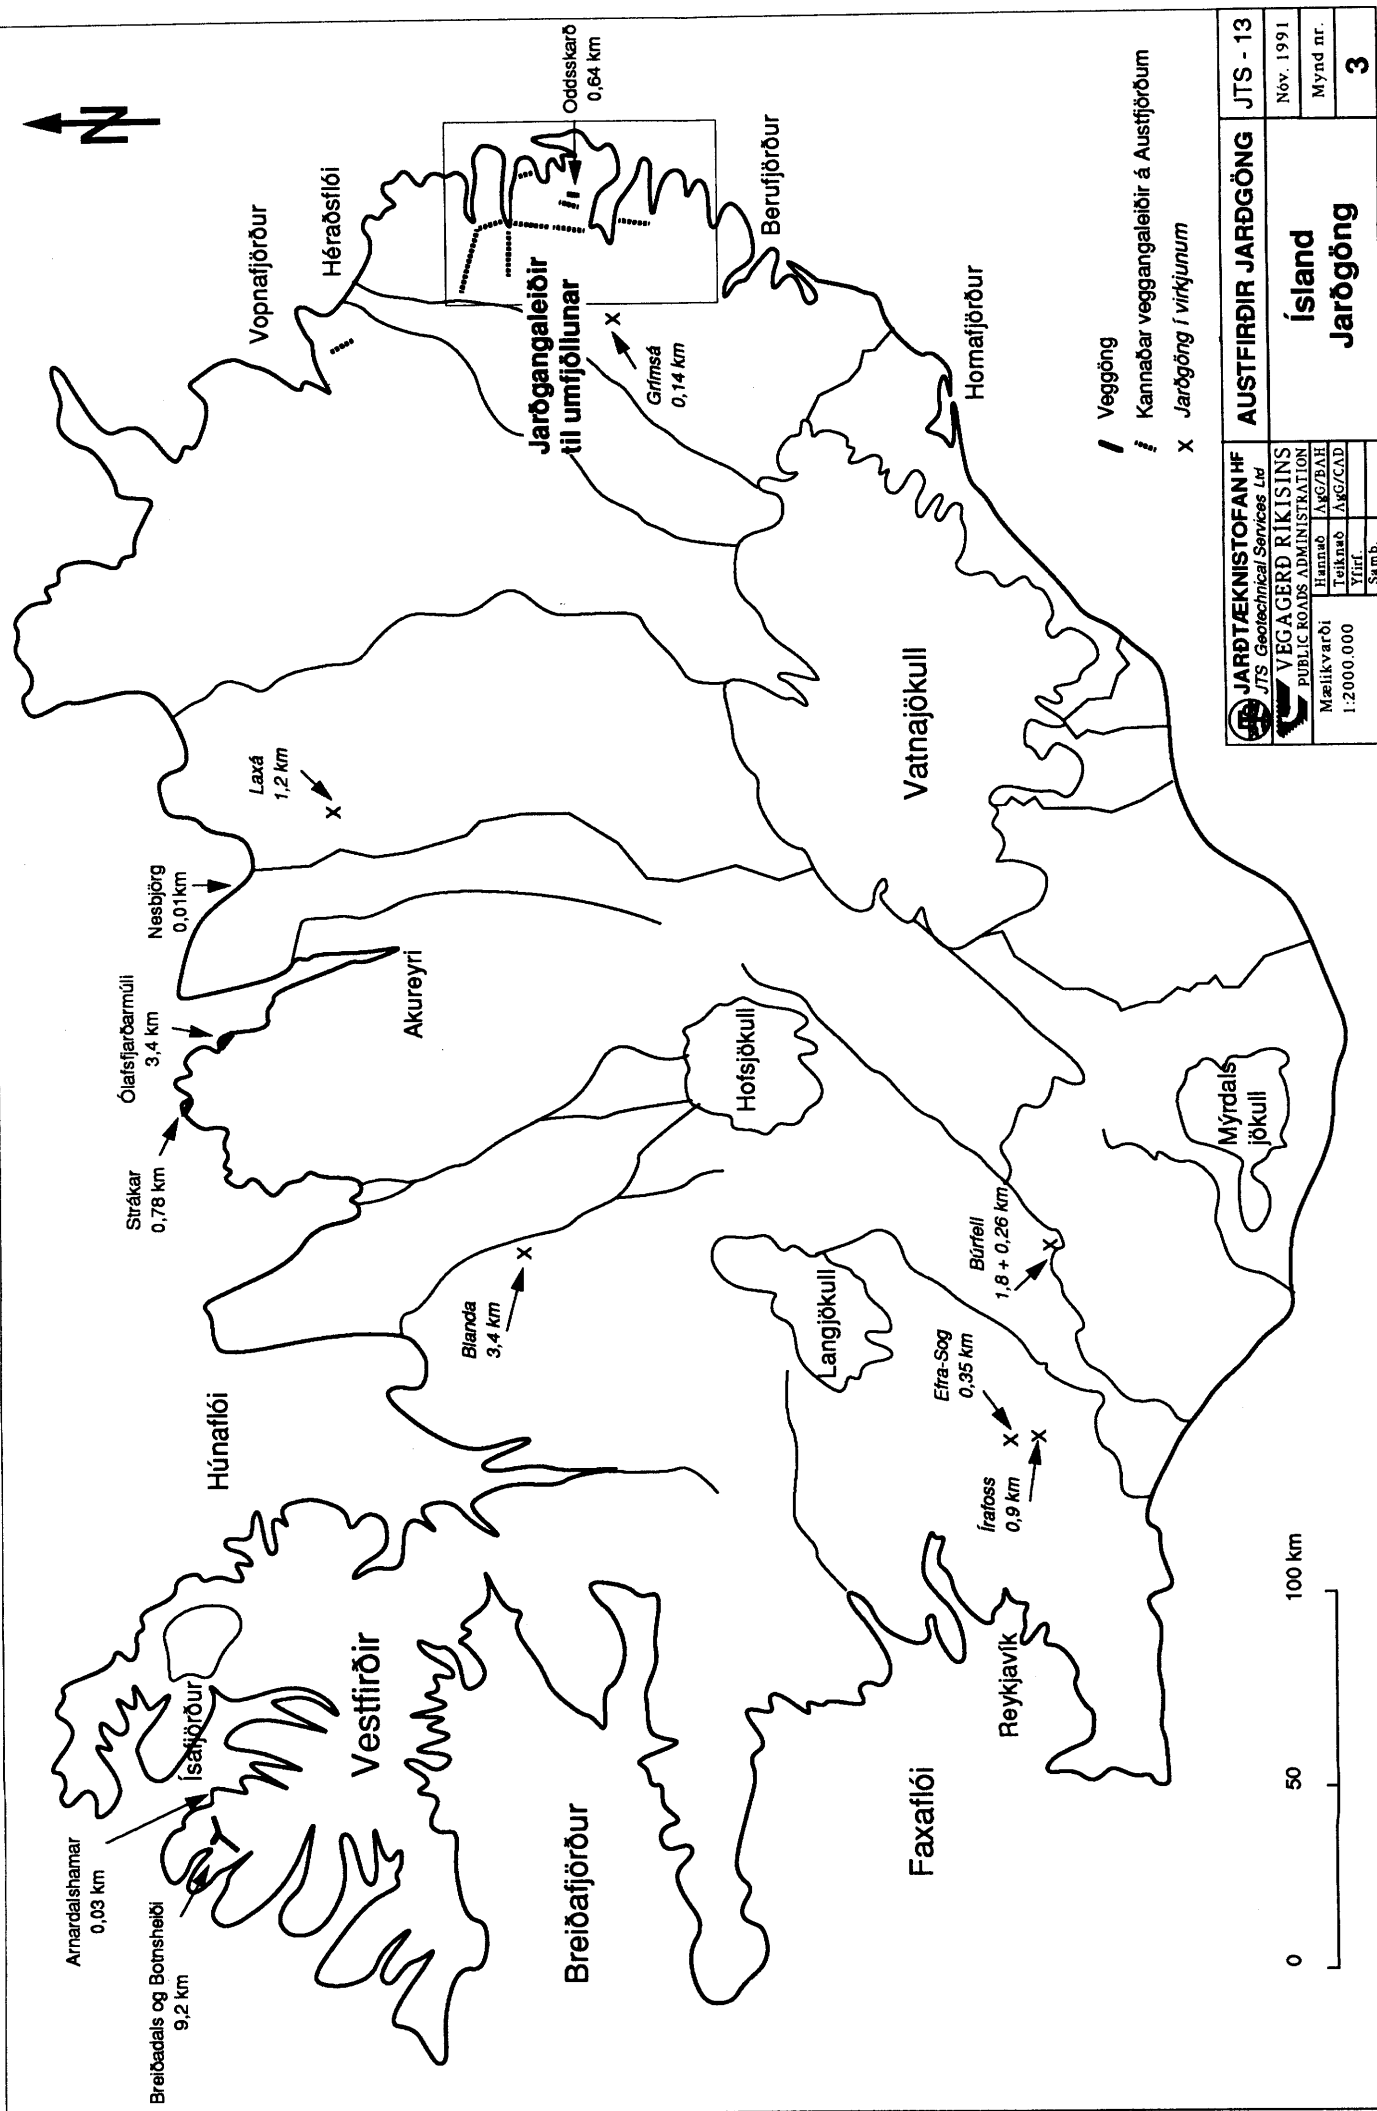 Arnardalshamar
0,03 km
Breiðadals og Botnsheiði
9,2 km
Ísafjörður
Vestfirðir
Húnaflói
Breiðafjörður
Faxaflói
Reykjavík
Strákar
0,78 km
Ólafsfjarðarmúli
3,4 km
Nesbjörg
0,01km
Akureyri
Laxá
1,2 km
Blanda
3,4 km
Langjökull
Hofsjökull
Efra-Sog
0,35 km
Írafoss
0,9 km
Búrfell
1,8 + 0,26 km
Mýrdals
jökull
Vatnajökull
Vopnafjörður
Héraðsflói
N
Oddsskarð
0,64 km
Jarðgangaleiðir
til umfjöllunar
Grímsá
0,14 km
Berufjörður
Hornafjörður
0
50
100 km
Veggöng
Kannaðar veggangaleiðir á Austfjörðum
x Jarðgöng í virkjunum
JARÐTÆKNISTOFAN HF
JTS Geotechnical Services Ltd
VEGAGERÐ RÍKISINS
PUBLIC ROADS ADMINISTRATION
Mælikvarði
1:2000.000
Hannað ÁgG/BAH
Teiknað ÁgG/CAD
Yfirf.
Samb.
AUSTFIRÐIR JARÐGÖNG
JTS - 13
Ísland
Jarðgöng
Nóv. 1991
Mynd nr.
3